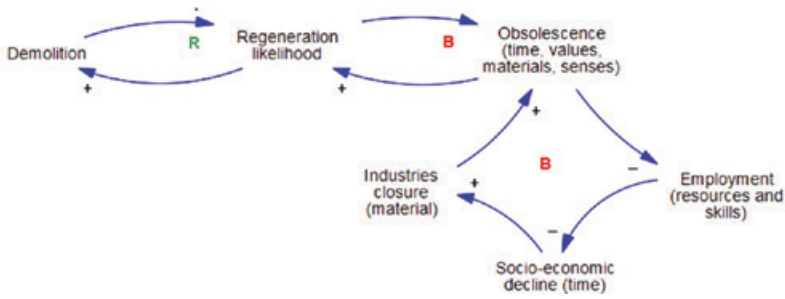 -
R
Demolition
+
Regeneration
likelihood
B
+
Obsolescence
(time, values,
materials, senses)
+
Industries
closure
(material)
+
B
–
Employment
(resources and
skills)
–
Socio-economic
decline (time)